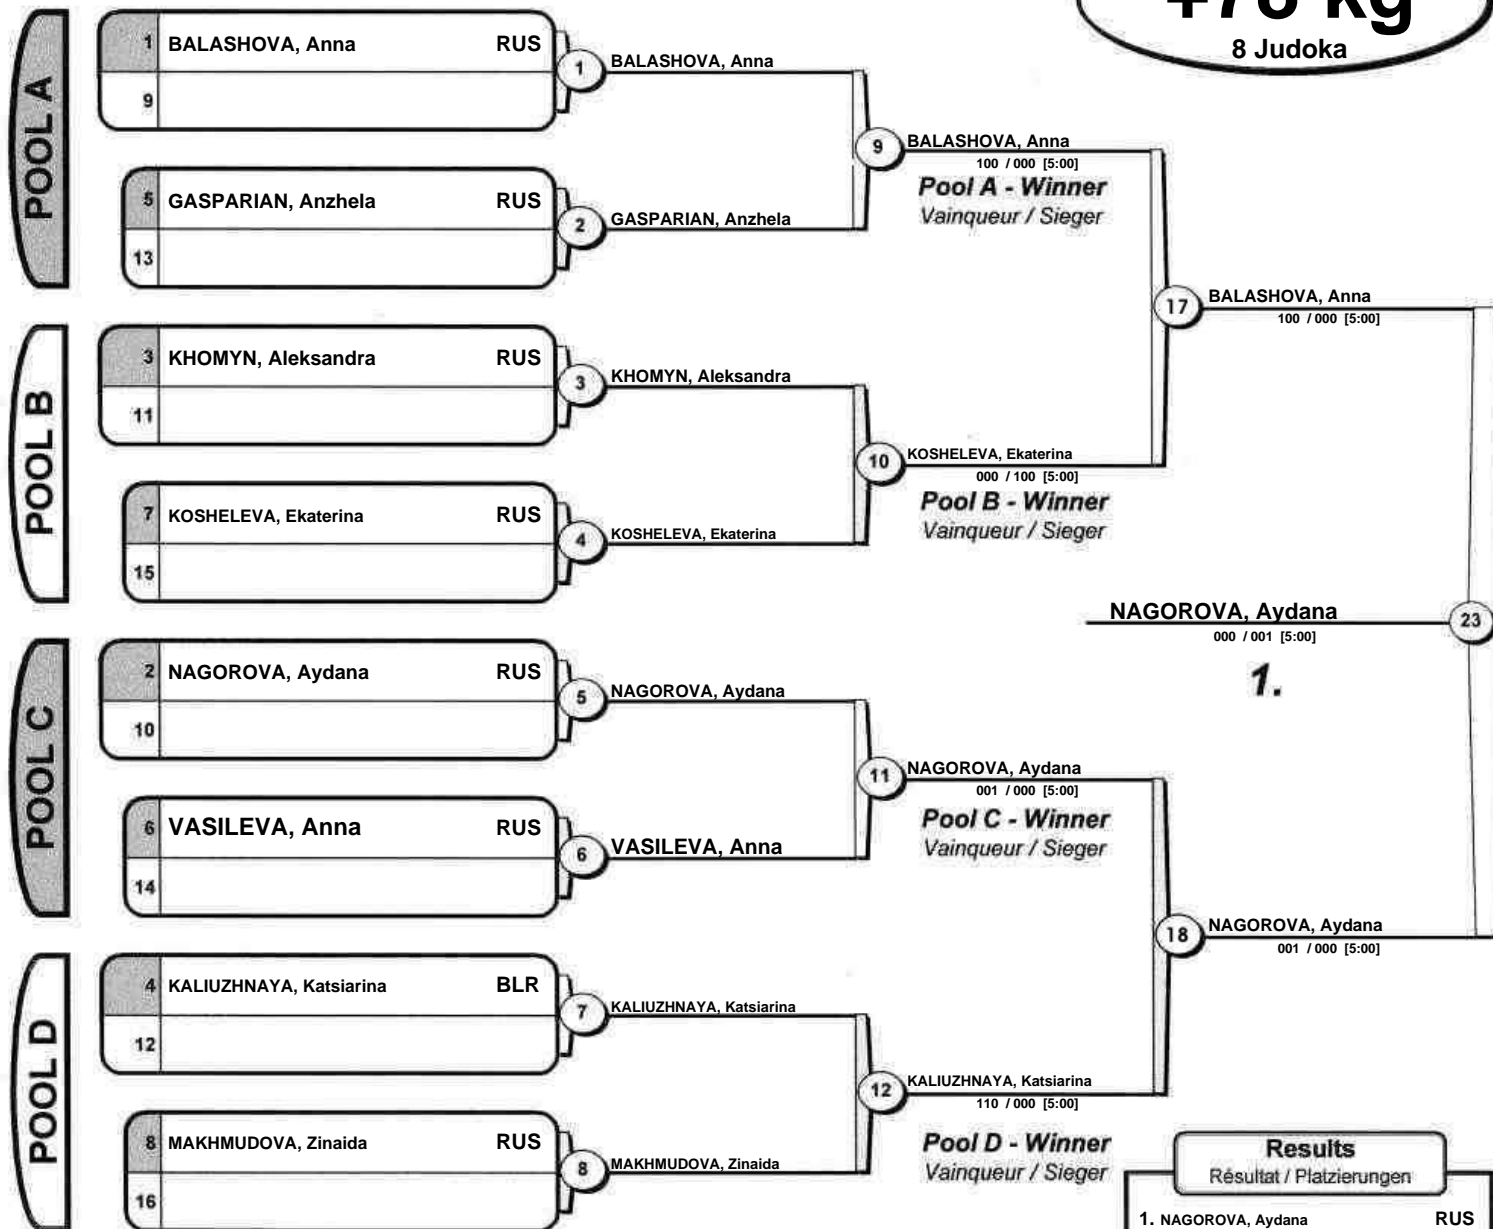 +78 kg
8 Judoka
POOL A
1 BALASHOVA, Anna RUS
9
1 BALASHOVA, Anna
5 GASPARIAN, Anzhela RUS
13
2 GASPARIAN, Anzhela
9 BALASHOVA, Anna
100 / 000 [5:00]
Pool A - Winner
Vainqueur / Sieger
POOL B
3 KHOMYN, Aleksandra RUS
11
3 KHOMYN, Aleksandra
7 KOSHELEVA, Ekaterina RUS
15
4 KOSHELEVA, Ekaterina
10 KOSHELEVA, Ekaterina
000 / 100 [5:00]
Pool B - Winner
Vainqueur / Sieger
17 BALASHOVA, Anna
100 / 000 [5:00]
NAGOROVA, Aydana 23
000 / 001 [5:00]
1.
POOL C
2 NAGOROVA, Aydana RUS
10
5 NAGOROVA, Aydana
6 VASILEVA, Anna RUS
14
6 VASILEVA, Anna
11 NAGOROVA, Aydana
001 / 000 [5:00]
Pool C - Winner
Vainqueur / Sieger
POOL D
4 KALIUZHNAYA, Katsiarina BLR
12
7 KALIUZHNAYA, Katsiarina
8 MAKHMUDOVA, Zinaida RUS
16
8 MAKHMUDOVA, Zinaida
12 KALIUZHNAYA, Katsiarina
110 / 000 [5:00]
Pool D - Winner
Vainqueur / Sieger
18 NAGOROVA, Aydana
001 / 000 [5:00]
Results
Résultat / Platzierungen
1. NAGOROVA, Aydana RUS